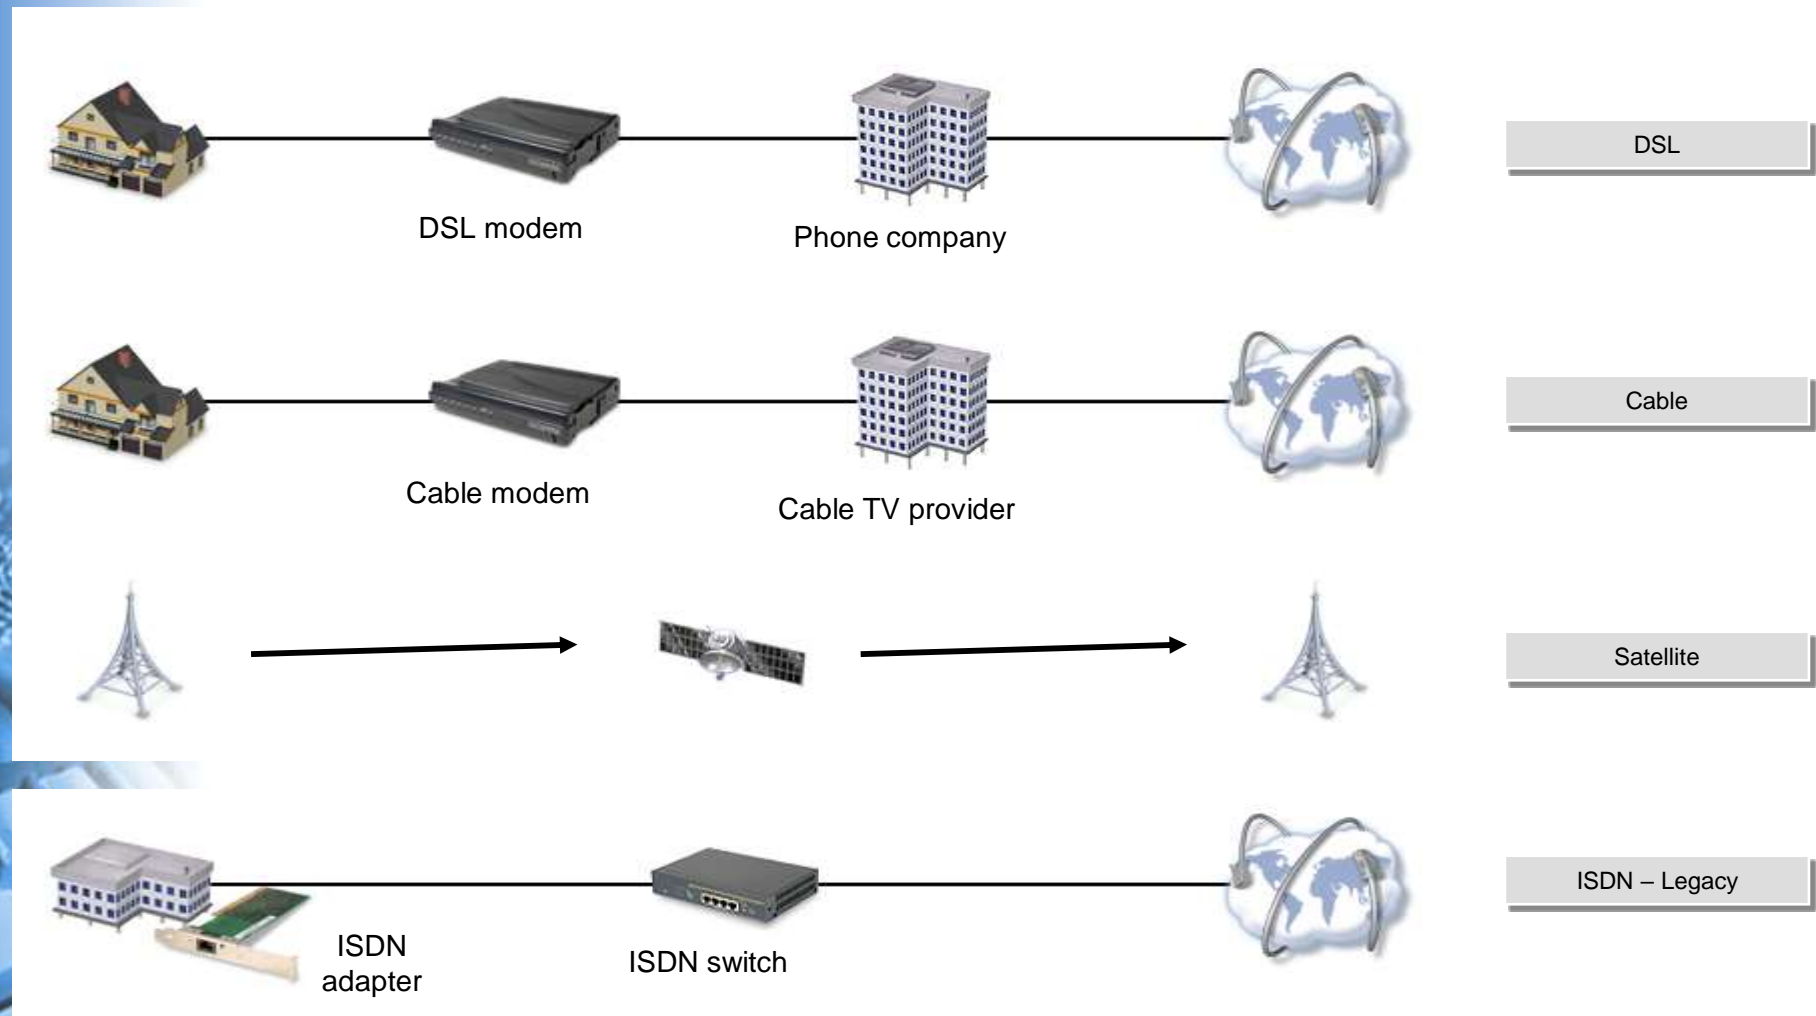 DSL
DSL modem
Phone company
Cable
Cable modem
Cable TV provider
Satellite
ISDN – Legacy
ISDN
adapter
ISDN switch